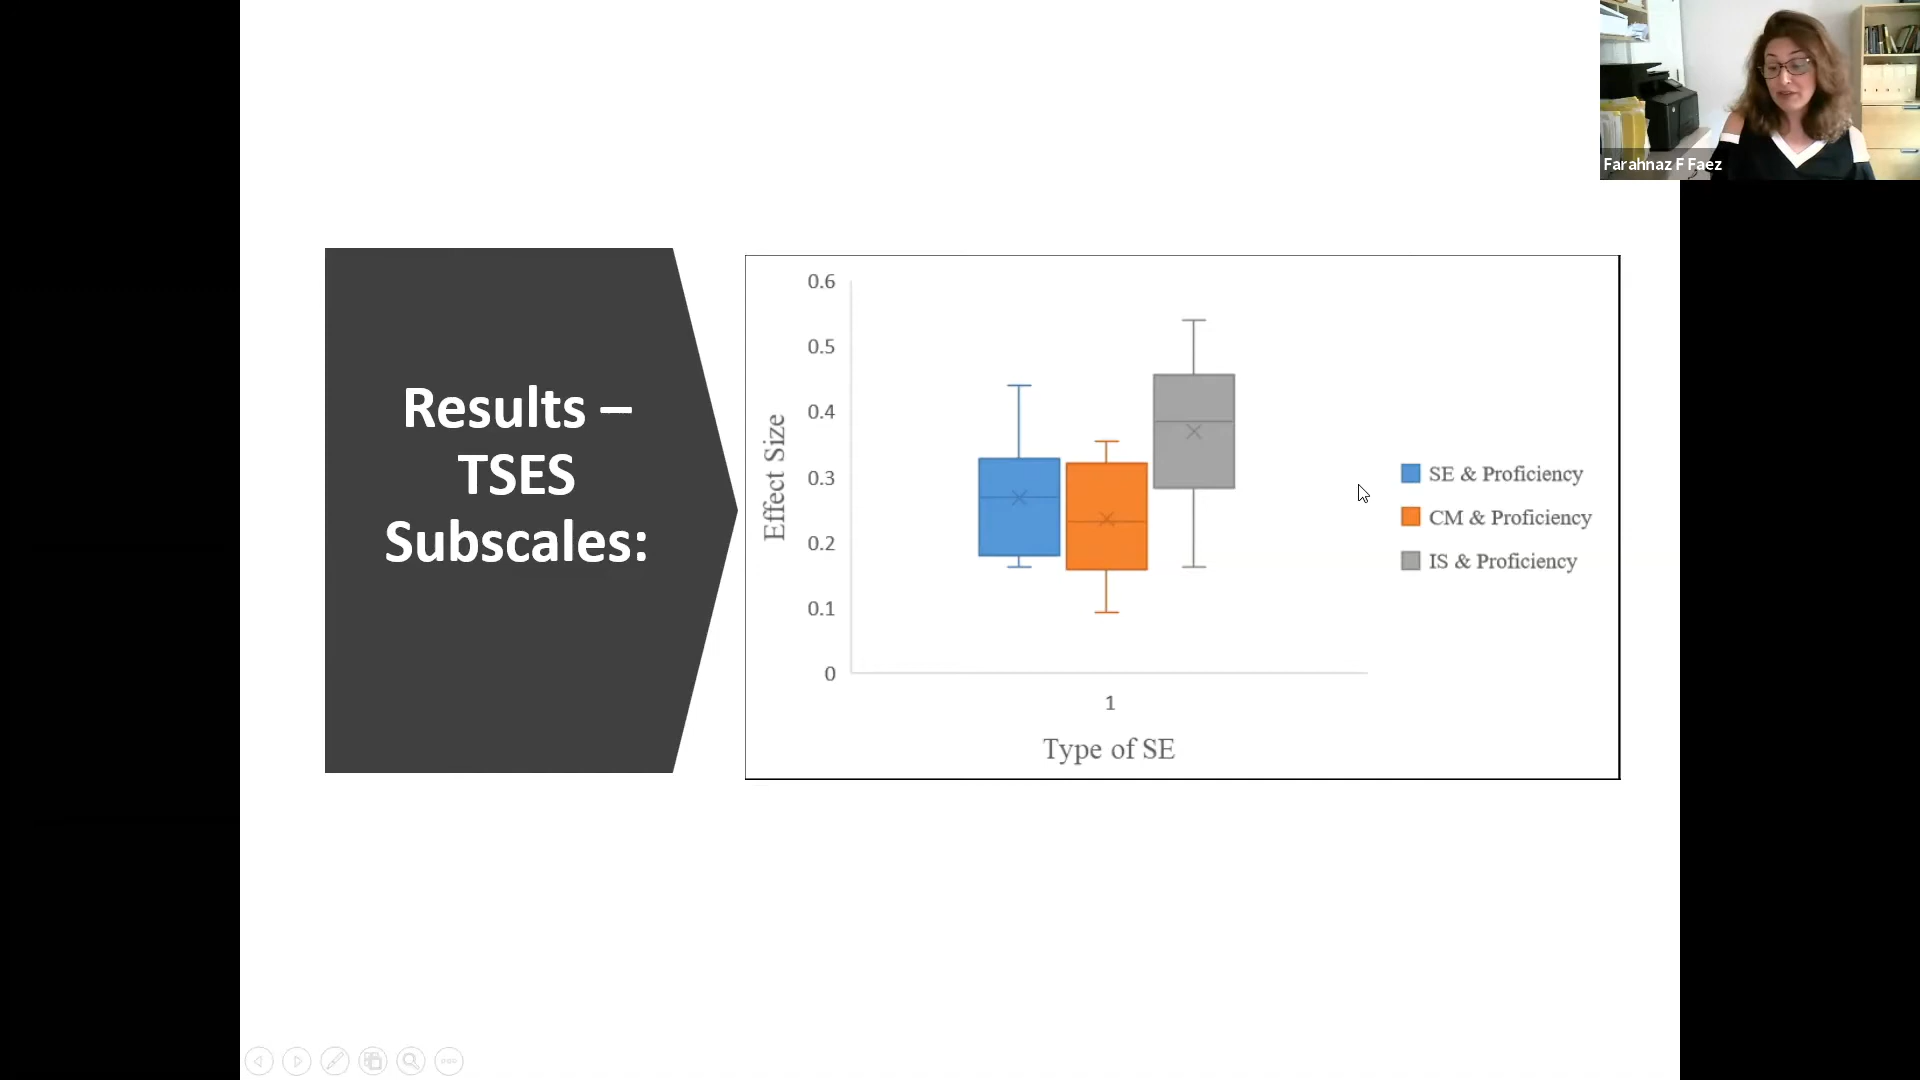 Farahnaz F Faez
Results –
TSES
Subscales:
0.6
0.5
0.4
0.3
0.2
0.1
0
Effect Size
1
Type of SE
SE & Proficiency
CM & Proficiency
IS & Proficiency